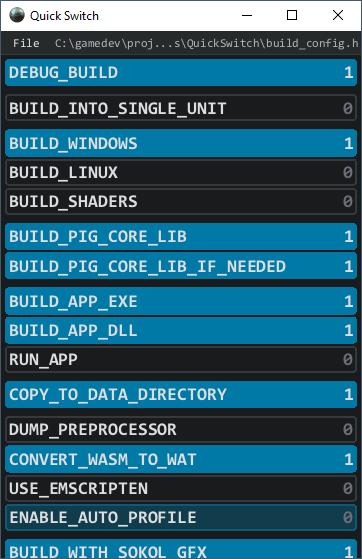 Quick Switch
File C:\gamedev\proj...s\QuickSwitch\build_config.h
DEBUG_BUILD 1
BUILD_INTO_SINGLE_UNIT 0
BUILD_WINDOWS 1
BUILD_LINUX 0
BUILD_SHADERS 0
BUILD_PIG_CORE_LIB 1
BUILD_PIG_CORE_LIB_IF_NEEDED 1
BUILD_APP_EXE 1
BUILD_APP_DLL 1
RUN_APP 0
COPY_TO_DATA_DIRECTORY 1
DUMP_PREPROCESSOR 0
CONVERT_WASM_TO_WAT 1
USE_EMSCRIPTEN 0
ENABLE_AUTO_PROFILE 0
BUILD_WITH_SOKOL_GFX 1